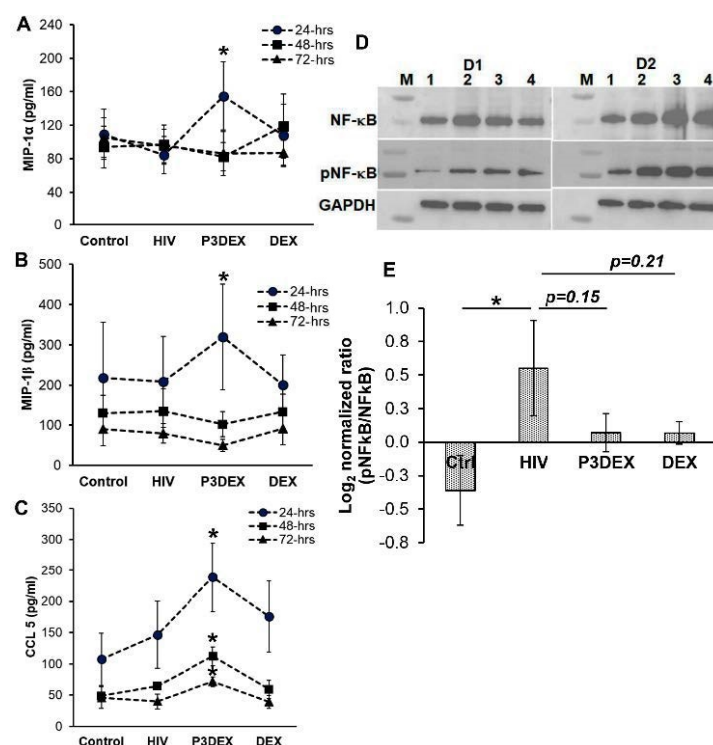 A
MIP-1α (pg/ml)
240
200
160
120
80
40
0
24-hrs
48-hrs
72-hrs
*
Control HIV P3DEX DEX
B
MIP-1β (pg/ml)
500
400
300
200
100
0
24-hrs
48-hrs
72-hrs
*
Control HIV P3DEX DEX
C
CCL 5 (pg/ml)
350
300
250
200
150
100
50
0
24-hrs
48-hrs
72-hrs
*
*
*
Control HIV P3DEX DEX
D
D1 D2
M 1 2 3 4 M 1 2 3 4
NF-κB
pNF-κB
GAPDH
E
Log2 normalized ratio
(pNFkB/NFkB)
1.0
0.8
0.5
0.3
0.0
-0.3
-0.5
-0.8
p=0.21
* p=0.15
Ctrl HIV P3DEX DEX